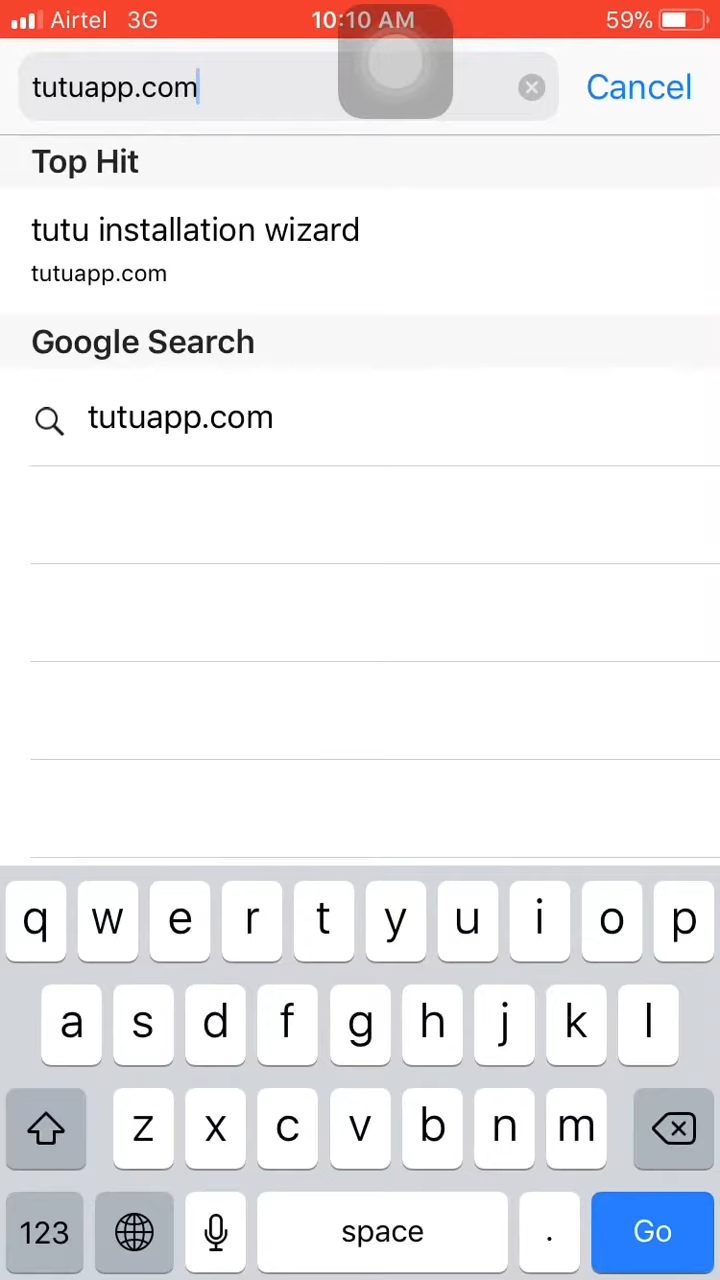 Airtel 3G 10:10 AM 59%
tutuapp.com Cancel
Top Hit
tutu installation wizard
tutuapp.com
Google Search
tutuapp.com
q w e r t y u i o p
a s d f g h j k l
z x c v b n m
123 space . Go